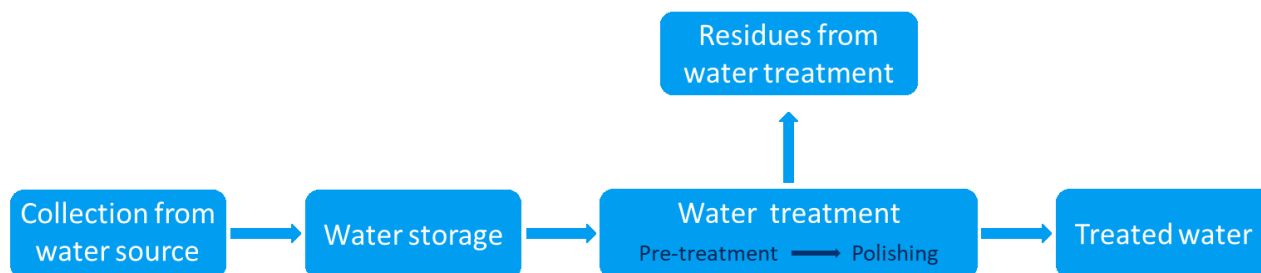 Residues from
water treatment
Collection from
water source
Water storage
Water treatment
Pre-treatment
Polishing
Treated water